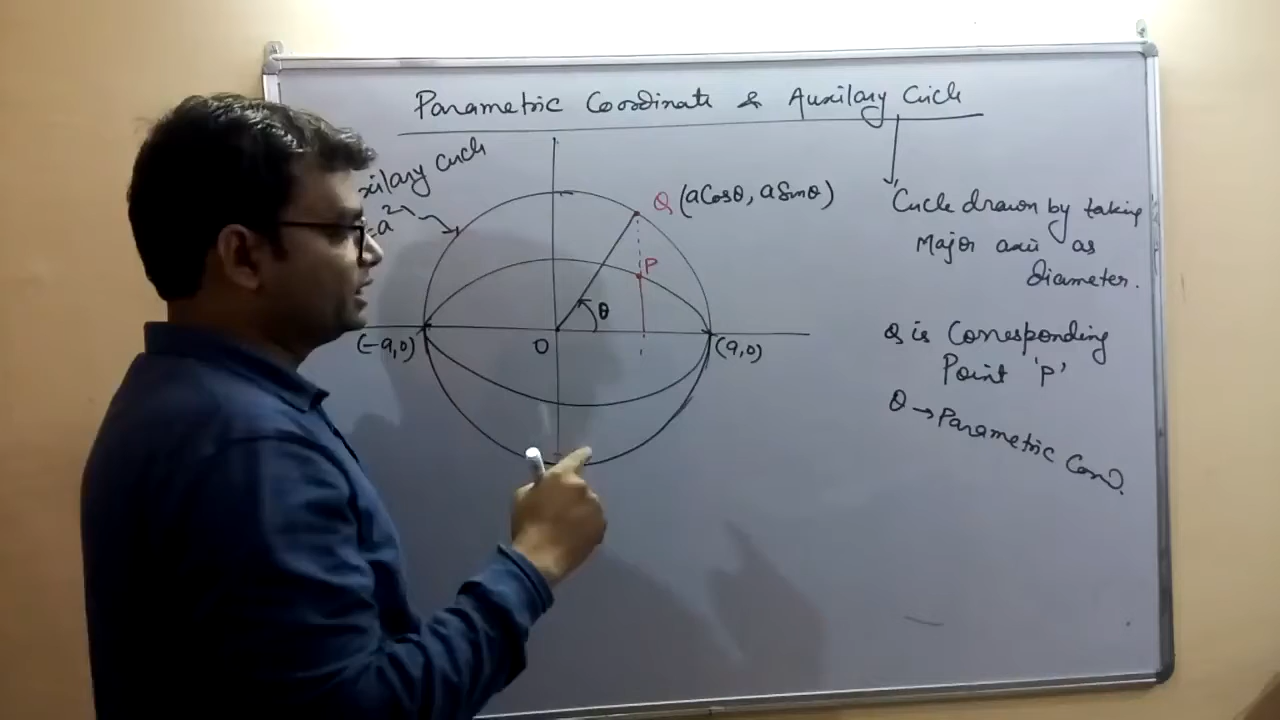 Parametric Coordinate & Auxilary Circle
xilary Circle
a²
Q (aCosθ, aSinθ)
P
θ
O
(-a,0)
(a,0)
Circle drawn by taking
Major axis as
diameter.
Q is Corresponding
Point 'P'
θ → Parametric